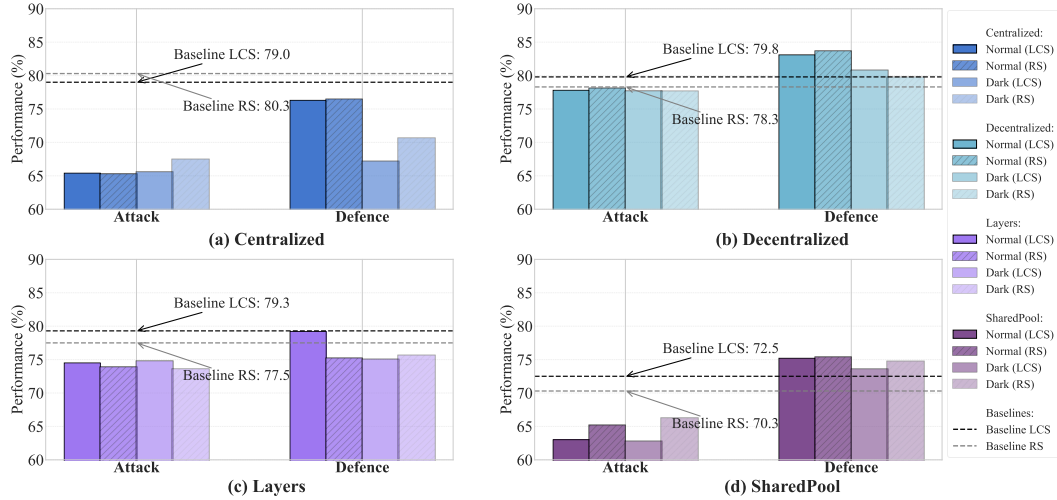 90
85
80
75
70
65
60
Performance (%)
Baseline LCS: 79.0
Baseline RS: 80.3
Attack
Defence
(a) Centralized
90
85
80
75
70
65
60
Performance (%)
Baseline LCS: 79.8
Baseline RS: 78.3
Attack
Defence
(b) Decentralized
90
85
80
75
70
65
60
Performance (%)
Baseline LCS: 79.3
Baseline RS: 77.5
Attack
Defence
(c) Layers
90
85
80
75
70
65
60
Performance (%)
Baseline LCS: 72.5
Baseline RS: 70.3
Attack
Defence
(d) SharedPool
Centralized:
Normal (LCS)
Normal (RS)
Dark (LCS)
Dark (RS)
Decentralized:
Normal (LCS)
Normal (RS)
Dark (LCS)
Dark (RS)
Layers:
Normal (LCS)
Normal (RS)
Dark (LCS)
Dark (RS)
SharedPool:
Normal (LCS)
Normal (RS)
Dark (LCS)
Dark (RS)
Baselines:
Baseline LCS
Baseline RS